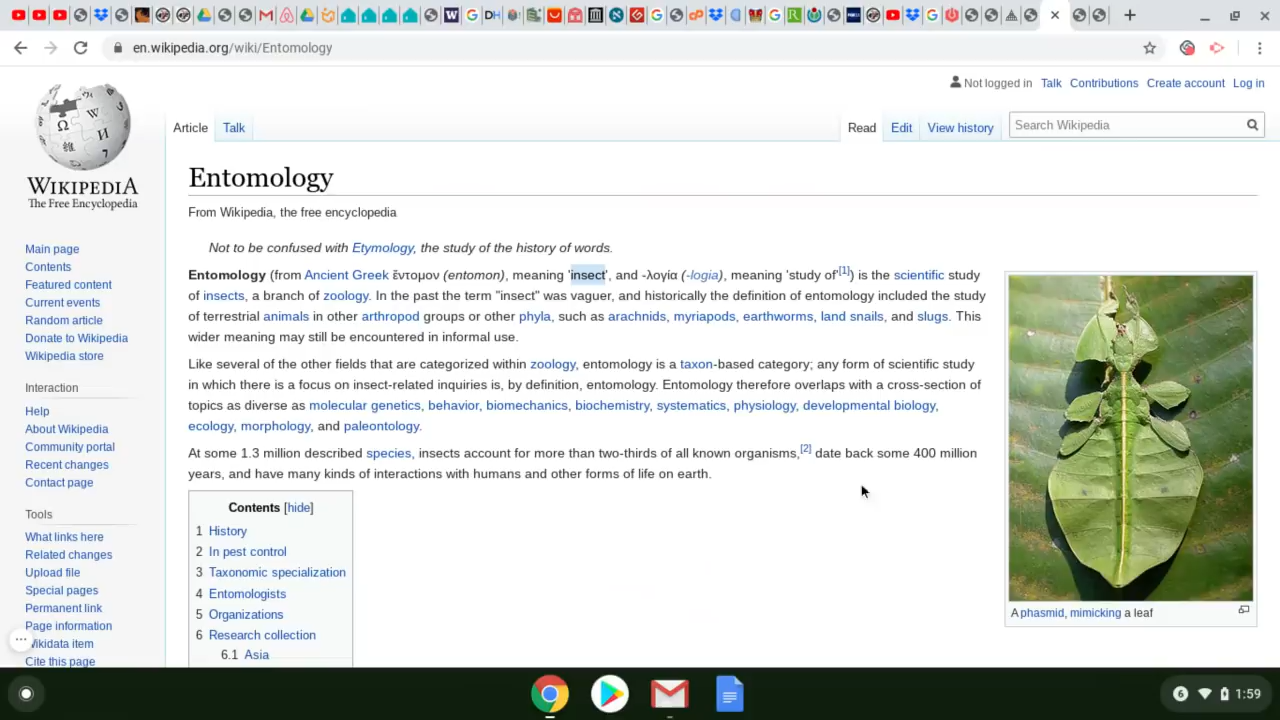 en.wikipedia.org/wiki/Entomology
Not logged in Talk Contributions Create account Log in
Article Talk Read Edit View history Search Wikipedia
WIKIPEDIA
The Free Encyclopedia
Main page
Contents
Featured content
Current events
Random article
Donate to Wikipedia
Wikipedia store
Interaction
Help
About Wikipedia
Community portal
Recent changes
Contact page
Tools
What links here
Related changes
Upload file
Special pages
Permanent link
Page information
Wikidata item
Cite this page
Entomology
From Wikipedia, the free encyclopedia
Not to be confused with Etymology, the study of the history of words.
Entomology (from Ancient Greek ἔντομον (entomon), meaning 'insect', and -λογία (-logia), meaning 'study of'[1]) is the scientific study
of insects, a branch of zoology. In the past the term "insect" was vaguer, and historically the definition of entomology included the study
of terrestrial animals in other arthropod groups or other phyla, such as arachnids, myriapods, earthworms, land snails, and slugs. This
wider meaning may still be encountered in informal use.
Like several of the other fields that are categorized within zoology, entomology is a taxon-based category; any form of scientific study
in which there is a focus on insect-related inquiries is, by definition, entomology. Entomology therefore overlaps with a cross-section of
topics as diverse as molecular genetics, behavior, biomechanics, biochemistry, systematics, physiology, developmental biology,
ecology, morphology, and paleontology.
At some 1.3 million described species, insects account for more than two-thirds of all known organisms,[2] date back some 400 million
years, and have many kinds of interactions with humans and other forms of life on earth.
Contents [hide]
1 History
2 In pest control
3 Taxonomic specialization
4 Entomologists
5 Organizations
6 Research collection
6.1 Asia
A phasmid, mimicking a leaf
6 1:59